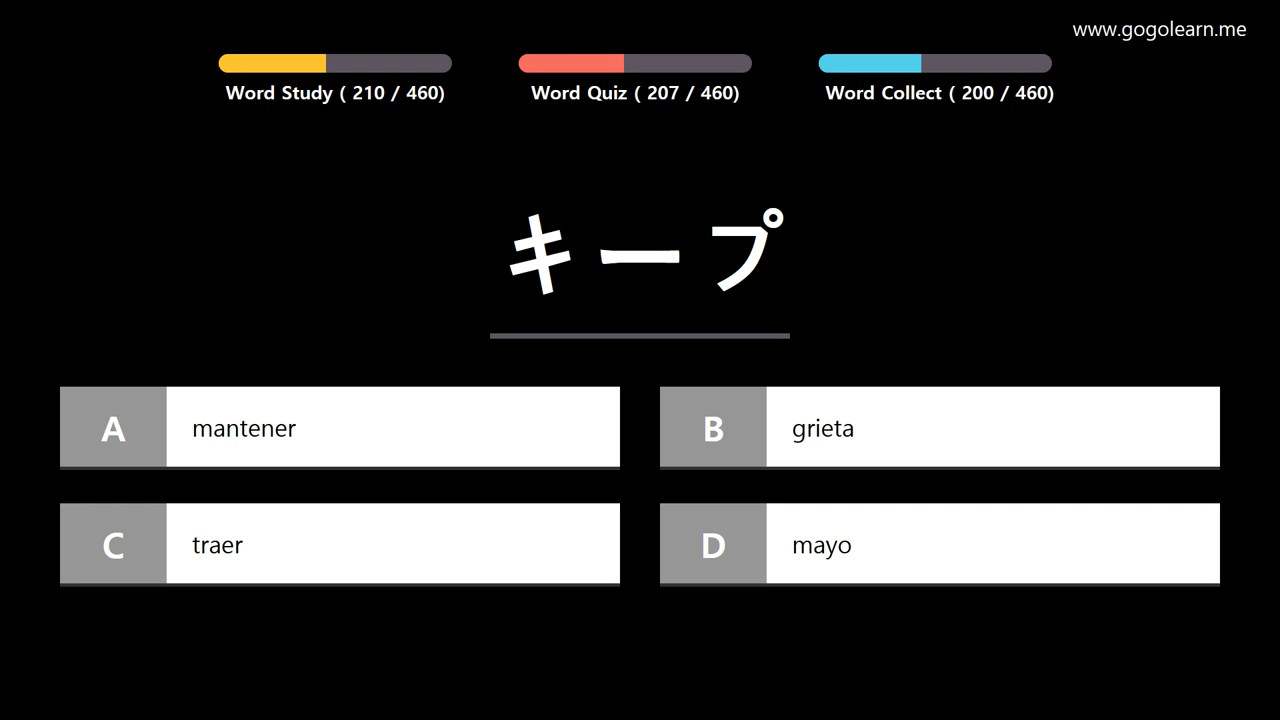 www.gogolearn.me
Word Study ( 210 / 460)
Word Quiz ( 207 / 460)
Word Collect ( 200 / 460)
キープ
A mantener
B grieta
C traer
D mayo